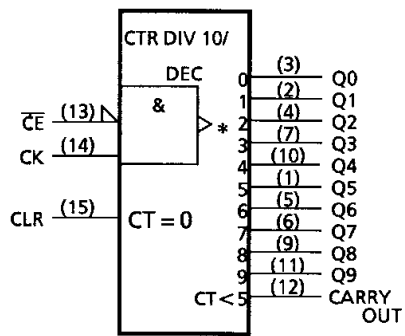 CTR DIV 10/
DEC
&
*
CE (13)
CK (14)
CLR (15)
CT = 0
0 (3) Q0
1 (2) Q1
2 (4) Q2
3 (7) Q3
4 (10) Q4
5 (1) Q5
6 (5) Q6
7 (6) Q7
8 (9) Q8
9 (11) Q9
CT < 5 (12) CARRY
OUT